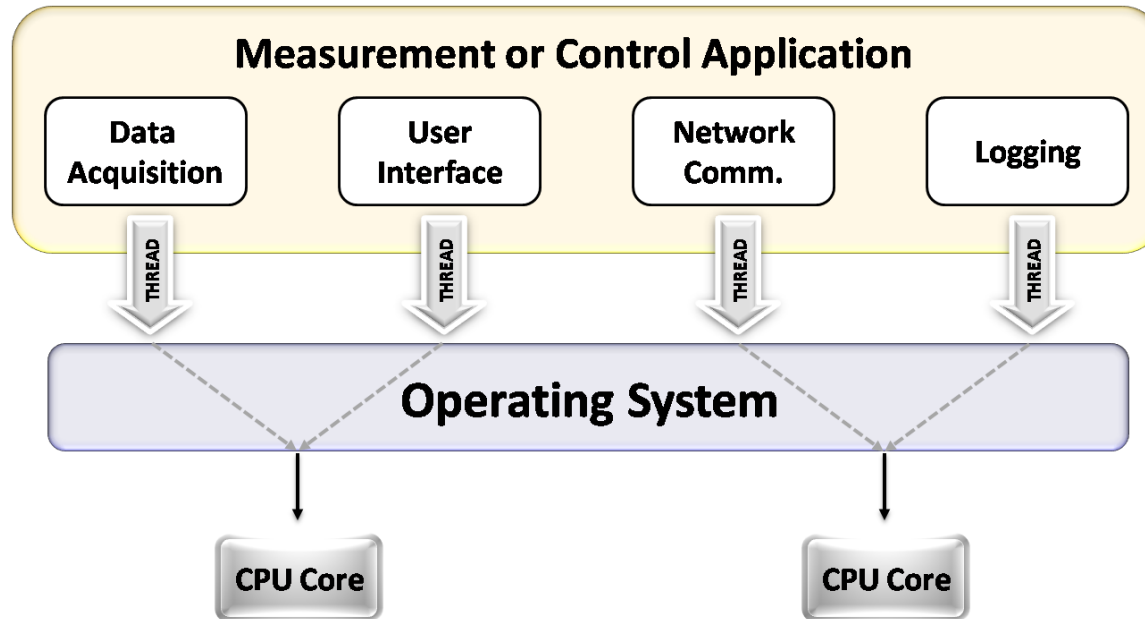 Measurement or Control Application
Data
Acquisition
User
Interface
Network
Comm.
Logging
THREAD
THREAD
THREAD
THREAD
Operating System
CPU Core
CPU Core